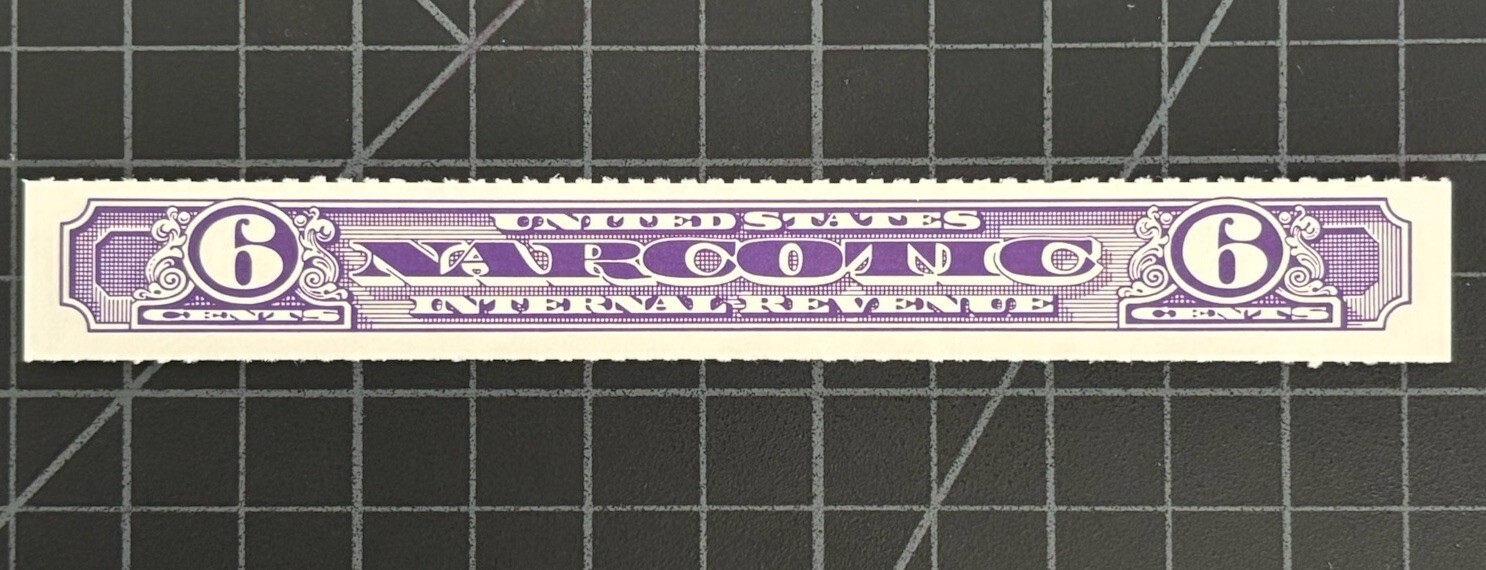 UNITED STATES
6 NARCOTIC 6
INTERNAL REVENUE
CENTS CENTS